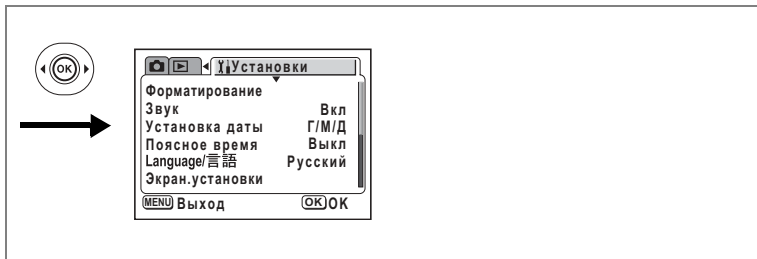 OK
Установки
Форматирование
Звук Вкл
Установка даты Г/М/Д
Поясное время Выкл
Language/言語 Русский
Экран.установки
MENU Выход OK OK